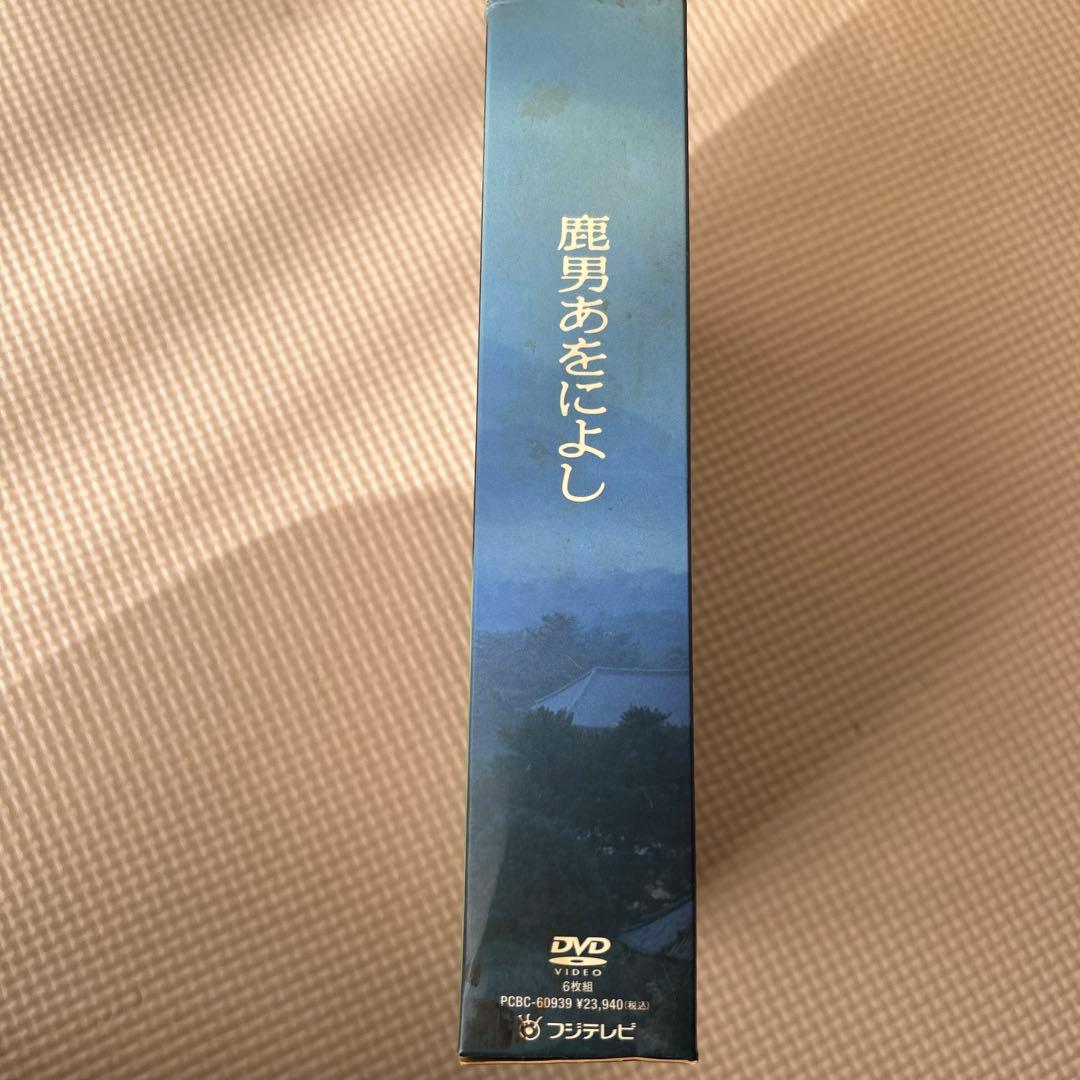 鹿男あをによし
DVD
VIDEO
6枚組
PCBC-60939 ¥23,940(税込)
フジテレビ